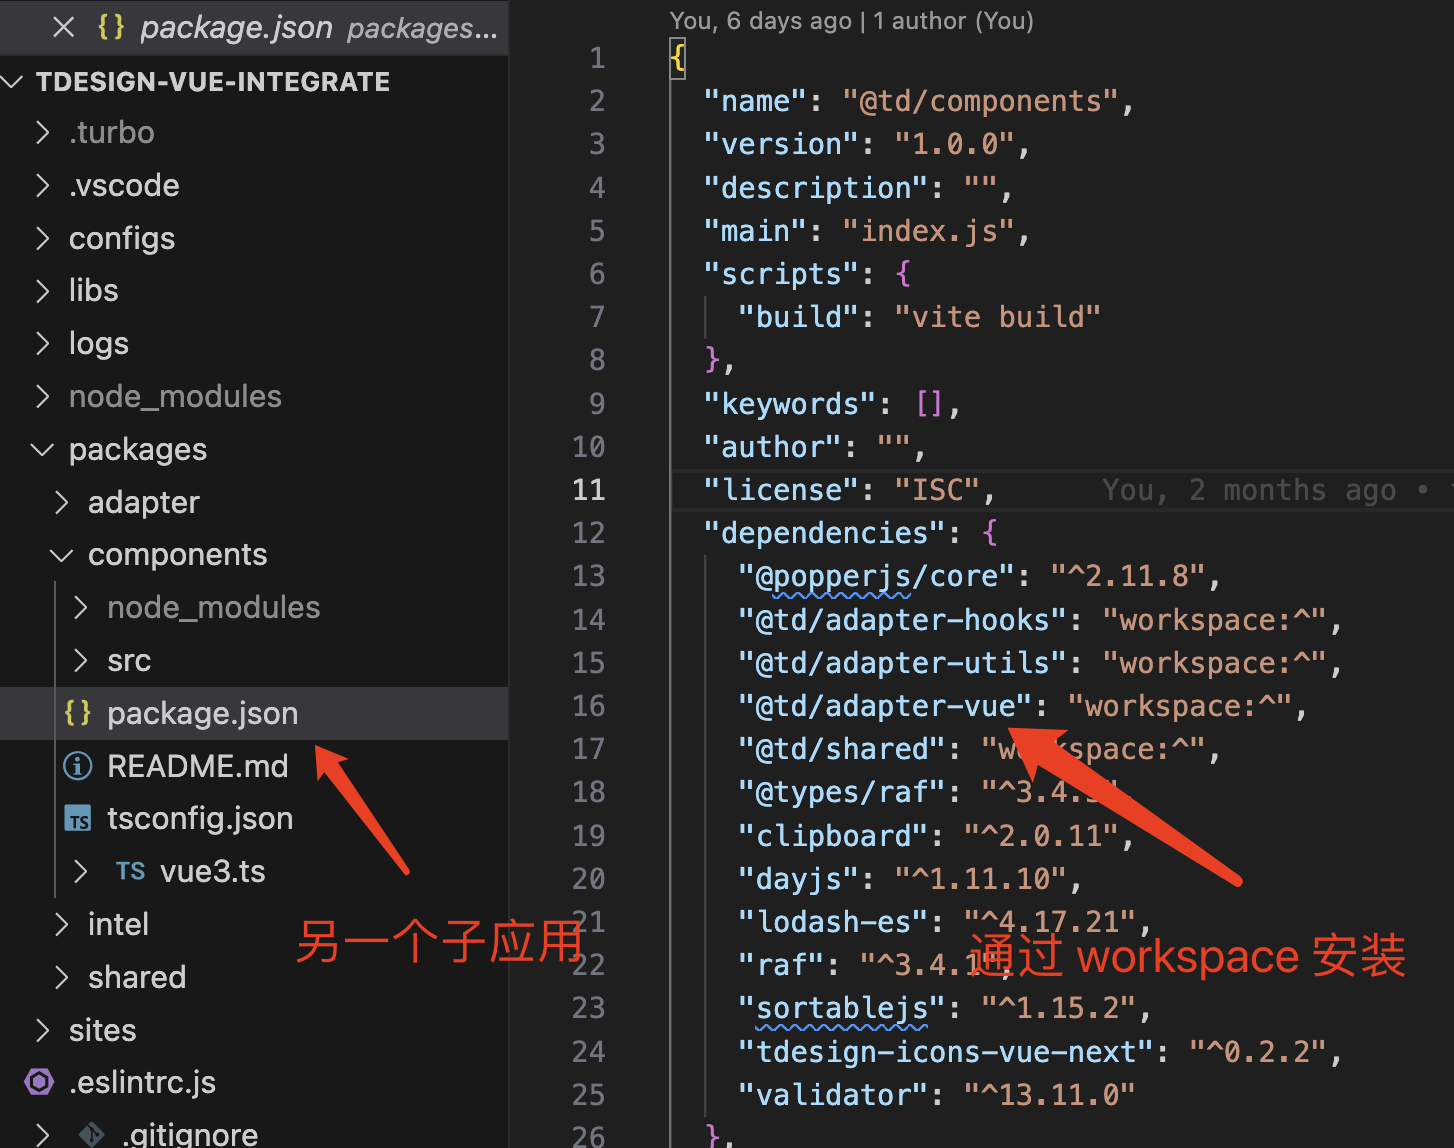 package.json packages...
TDESIGN-VUE-INTEGRATE
.turbo
.vscode
configs
libs
logs
node_modules
packages
adapter
components
node_modules
src
package.json
README.md
TS tsconfig.json
TS vue3.ts
intel
shared
sites
.eslintrc.js
.gitignore
另一个子应用
You, 6 days ago | 1 author (You)
1 {
2 "name": "@td/components",
3 "version": "1.0.0",
4 "description": "",
5 "main": "index.js",
6 "scripts": {
7 "build": "vite build"
8 },
9 "keywords": [],
10 "author": "",
11 "license": "ISC", You, 2 months ago •
12 "dependencies": {
13 "@popperjs/core": "^2.11.8",
14 "@td/adapter-hooks": "workspace:^",
15 "@td/adapter-utils": "workspace:^",
16 "@td/adapter-vue": "workspace:^",
17 "@td/shared": "workspace:^",
18 "@types/raf": "^3.4.
19 "clipboard": "^2.0.11",
20 "dayjs": "^1.11.10",
21 "lodash-es": "^4.17.21",
22 "raf": "^3.4.1",
23 "sortablejs": "^1.15.2",
24 "tdesign-icons-vue-next": "^0.2.2",
25 "validator": "^13.11.0"
26 },
通过 workspace 安装